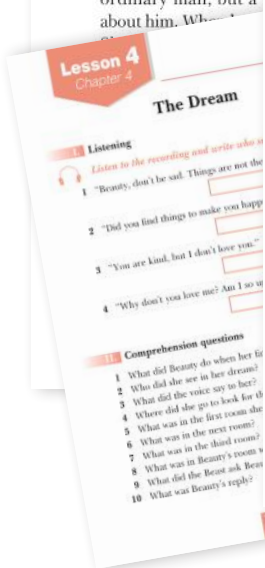 ordinary man, but a
about him.
Lesson 4
Chapter 4
The Dream
I. Listening
Listen to the recording and write who
1 "Beauty, don't be sad. Things are not the
2 "Did you find things to make you happ
3 "You are kind, but I don't love you."
4 "Why don't you love me? Am I so
II. Comprehension questions
1 What did Beauty do when her
2 Who did she see in her dream?
3 What did the voice say to her?
4 Where did she go to look for
5 What was in the first room she
6 What was in the next room?
7 What was in the third room?
8 What was in Beauty's room
9 What did the Beast ask
10 What was Beauty's reply?